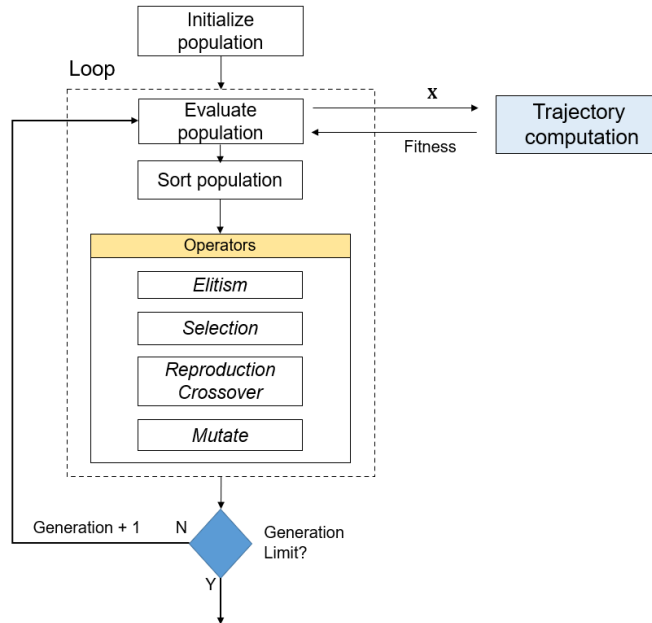 Initialize
population
Loop
Evaluate
population
x
Fitness
Trajectory
computation
Sort population
Operators
Elitism
Selection
Reproduction
Crossover
Mutate
Generation + 1
N
Generation
Limit?
Y